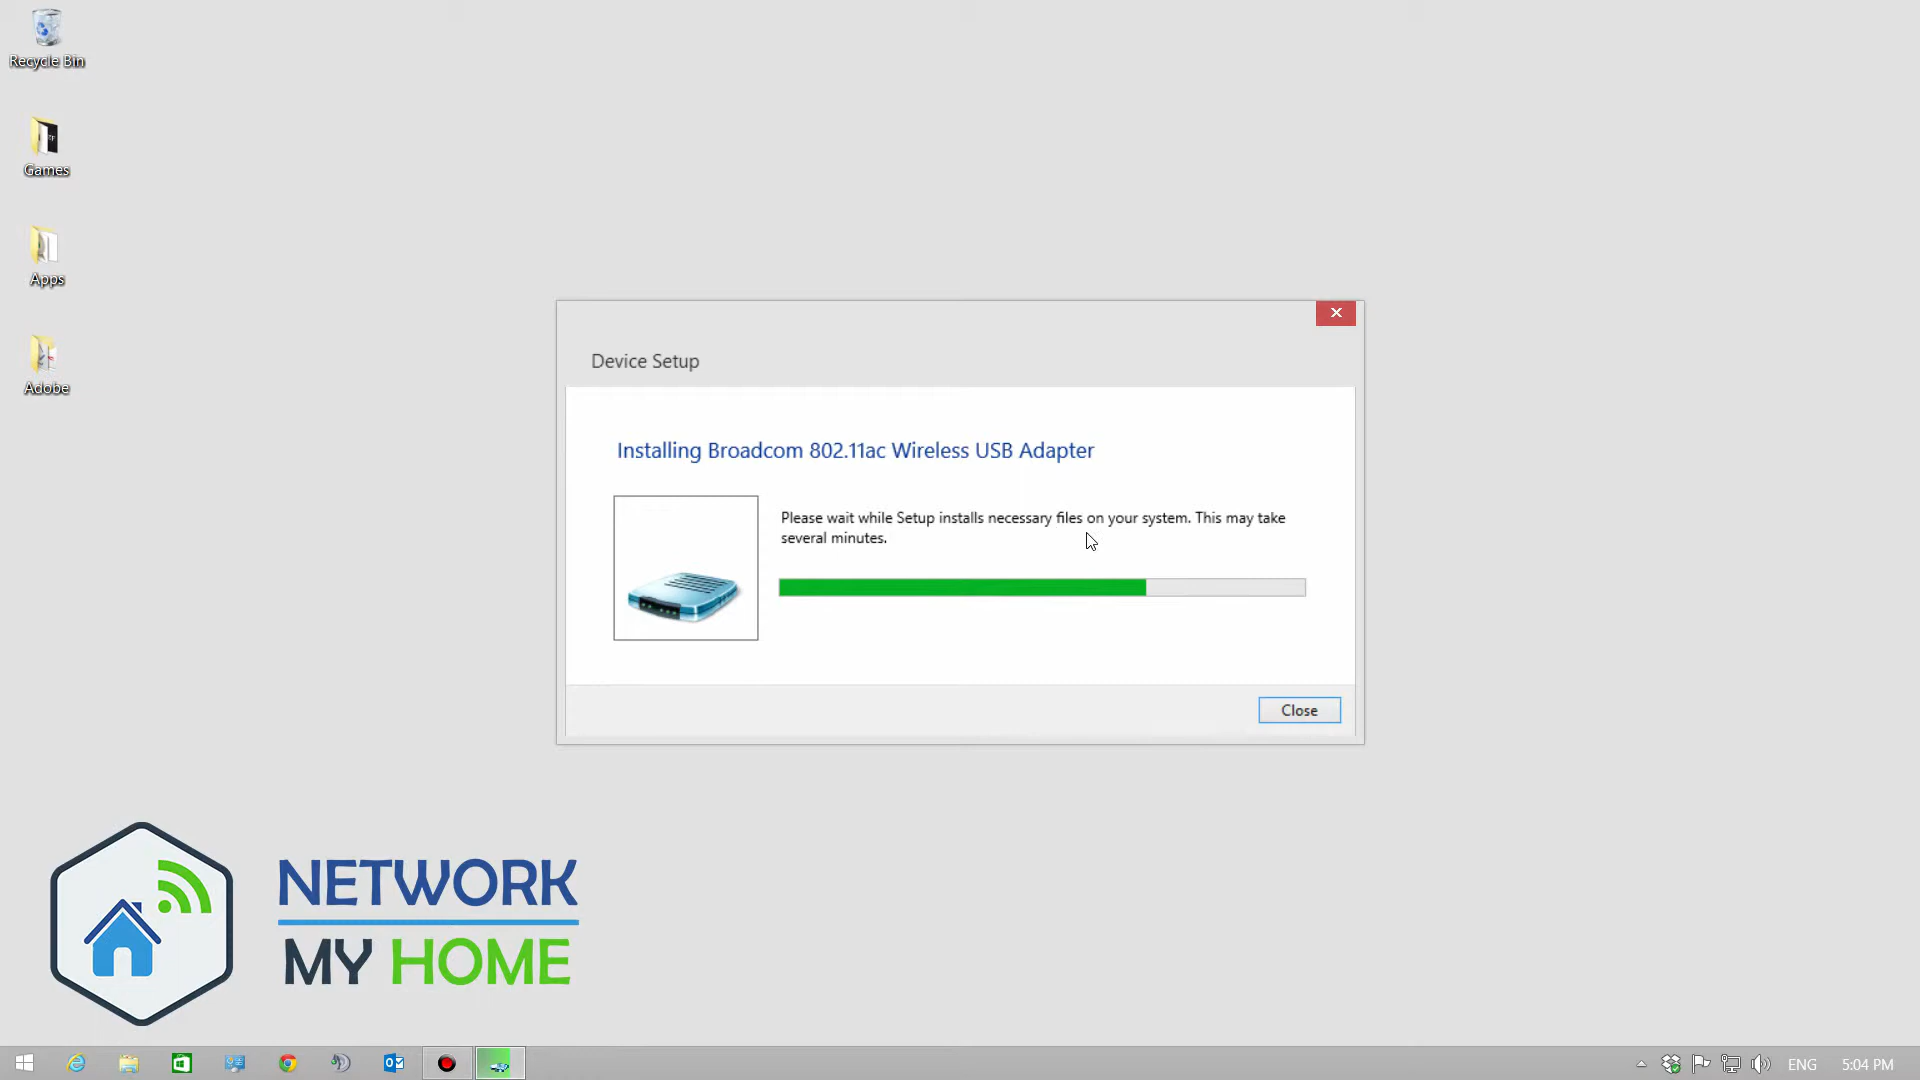 Recycle Bin
Games
Apps
Adobe
Device Setup
Installing Broadcom 802.11ac Wireless USB Adapter
Please wait while Setup installs necessary files on your system. This may take
several minutes.
Close
NETWORK
MY HOME
ENG
5:04 PM